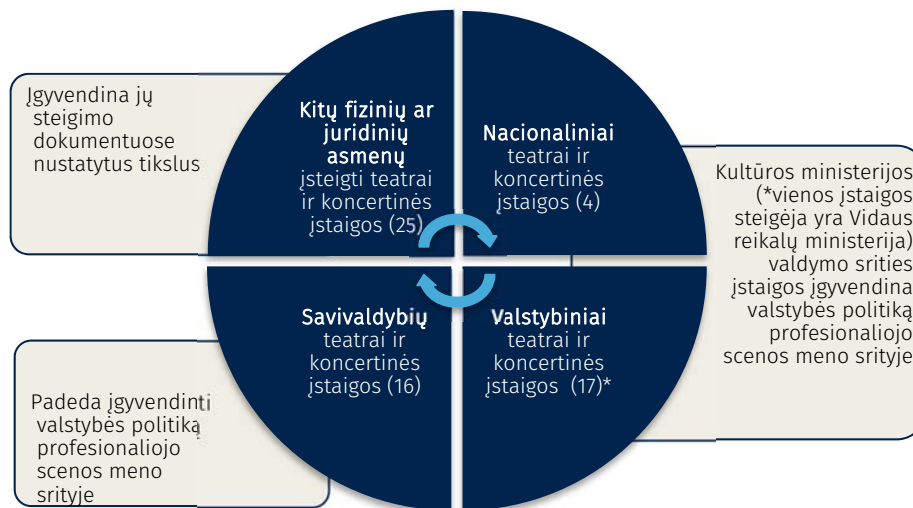 Įgyvendina jų
steigimo
dokumentuose
nustatytus tikslus
Kitų fizinių ar
juridinių
asmenų
įsteigti teatrai
ir koncertinės
įstaigos (25)
Nacionaliniai
teatrai ir
koncertinės
įstaigos (4)
Kultūros ministerijos
(*vienos įstaigos
steigėja yra Vidaus
reikalų ministerija)
valdymo srities
įstaigos įgyvendina
valstybės politiką
profesionaliojo
scenos meno srityje
Savivaldybių
teatrai ir
koncertinės
įstaigos (16)
Valstybiniai
teatrai ir
koncertinės
įstaigos (17)*
Padeda įgyvendinti
valstybės politiką
profesionaliojo
scenos meno
srityje